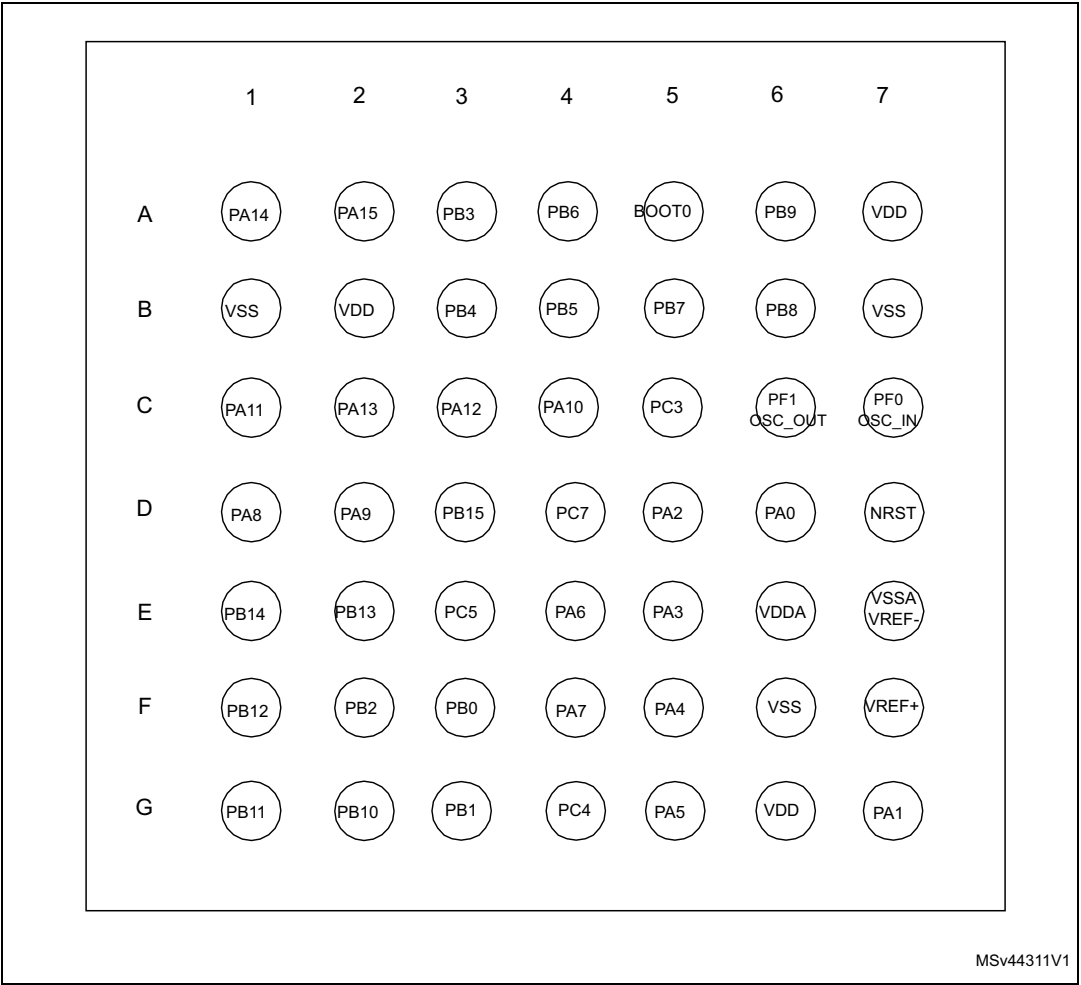 1 2 3 4 5 6 7
A PA14 PA15 PB3 PB6 BOOT0 PB9 VDD
B VSS VDD PB4 PB5 PB7 PB8 VSS
C PA11 PA13 PA12 PA10 PC3 PF1 OSC_OUT PF0 OSC_IN
D PA8 PA9 PB15 PC7 PA2 PA0 NRST
E PB14 PB13 PC5 PA6 PA3 VDDA VSSA VREF-
F PB12 PB2 PB0 PA7 PA4 VSS VREF+
G PB11 PB10 PB1 PC4 PA5 VDD PA1
MSv44311V1